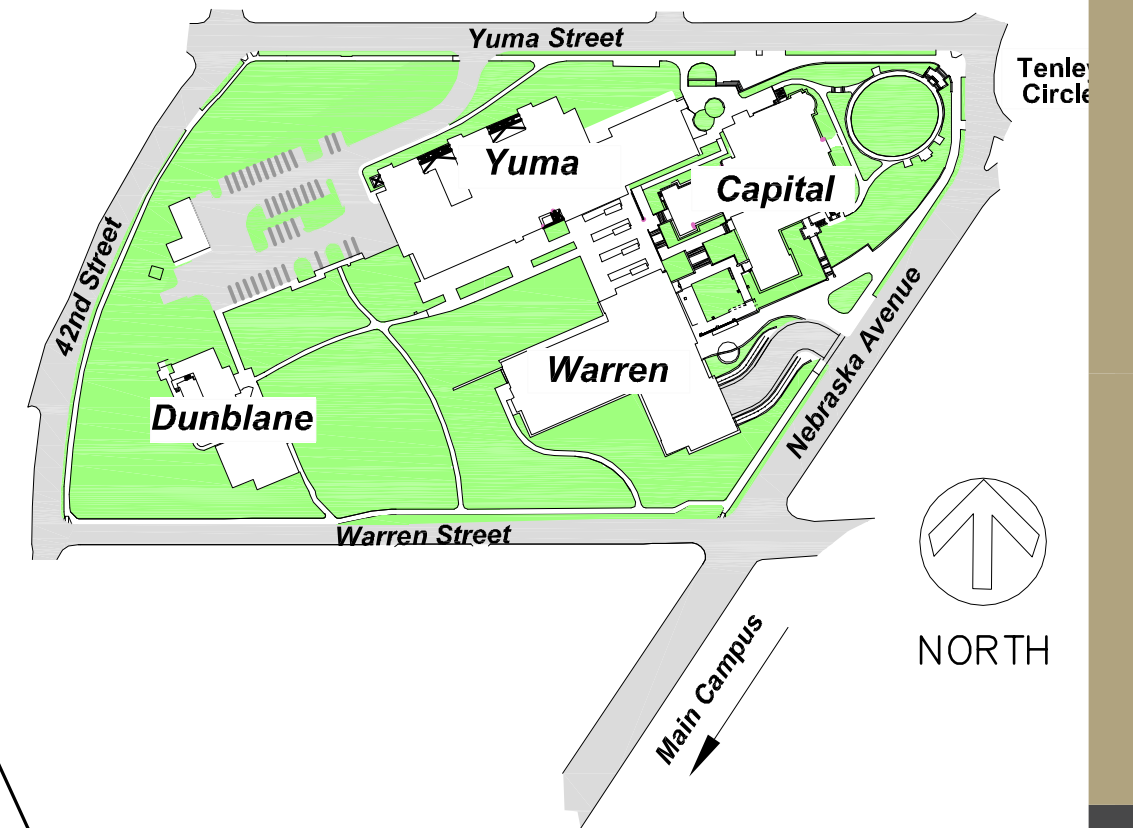 Yuma Street
Tenley
Circle
Yuma
Capital
42nd Street
Nebraska Avenue
Warren
Dunblane
Warren Street
NORTH
Main Campus